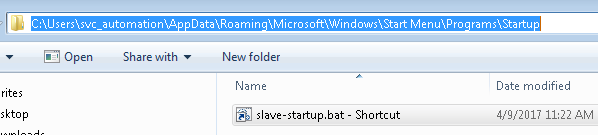 C:\Users\svc_automation\AppData\Roaming\Microsoft\Windows\Start Menu\Programs\Startup
Open Share with New folder
Name Date modified
rites
sktop slave-startup.bat - Shortcut 4/9/2017 11:22 AM